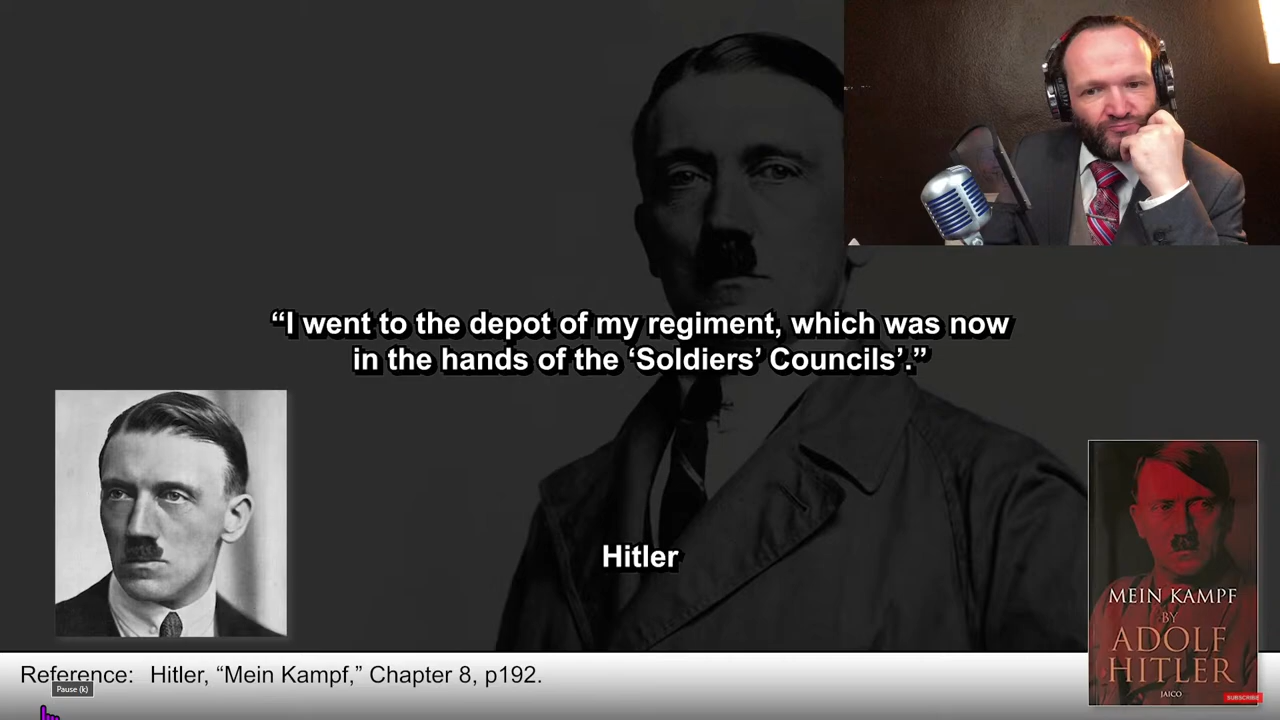 “I went to the depot of my regiment, which was now
in the hands of the ‘Soldiers’ Councils’.”
Hitler
MEIN KAMPF
BY
ADOLF
HITLER
JAICO
SUBSCRIBE
Reference: Hitler, “Mein Kampf,” Chapter 8, p192.
Pause (k)